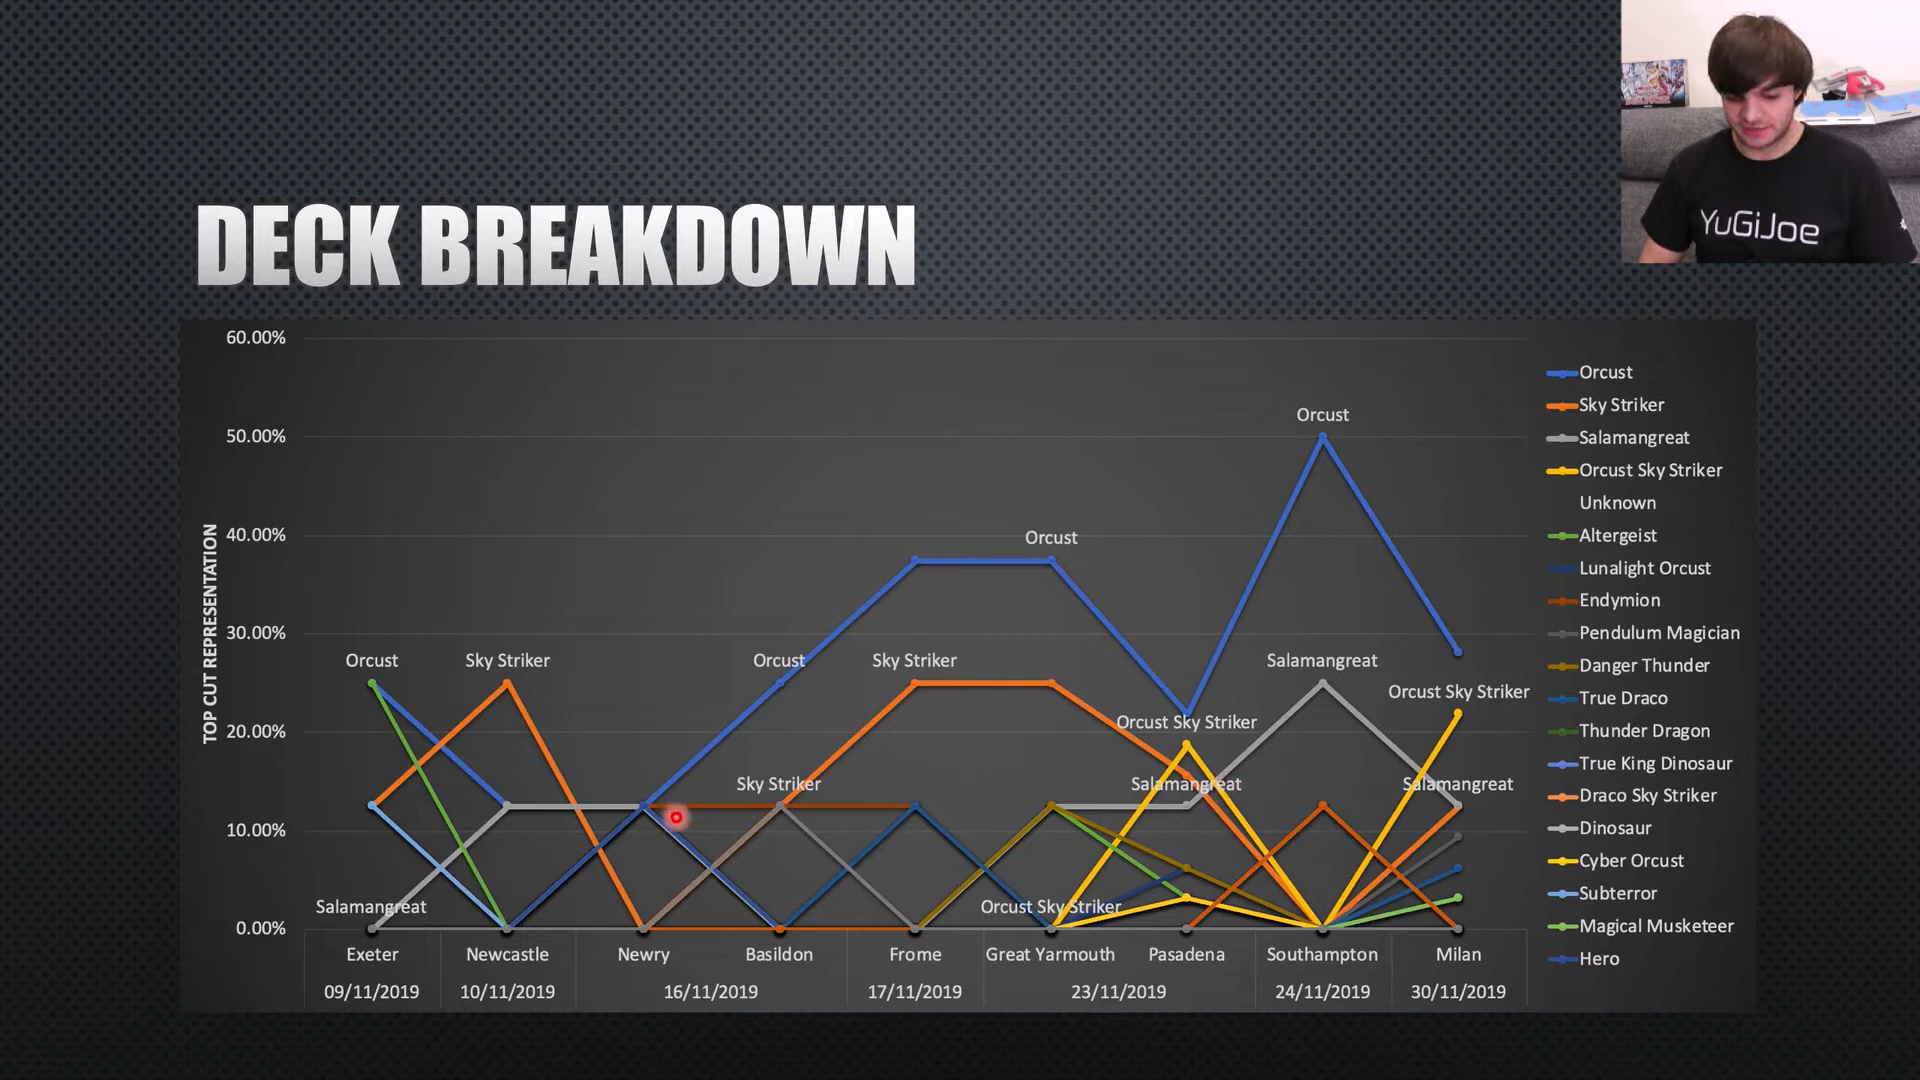 YuGiJoe
DECK BREAKDOWN
TOP CUT REPRESENTATION
60.00%
50.00%
40.00%
30.00%
20.00%
10.00%
0.00%
Orcust
Orcust
Orcust
Sky Striker
Orcust
Sky Striker
Salamangreat
Orcust Sky Striker
Orcust Sky Striker
Sky Striker
Salamangreat
Salamangreat
Salamangreat
Orcust Sky Striker
Exeter
Newcastle
Newry
Basildon
Frome
Great Yarmouth
Pasadena
Southampton
Milan
09/11/2019
10/11/2019
16/11/2019
17/11/2019
23/11/2019
24/11/2019
30/11/2019
Orcust
Sky Striker
Salamangreat
Orcust Sky Striker
Unknown
Altergeist
Lunalight Orcust
Endymion
Pendulum Magician
Danger Thunder
True Draco
Thunder Dragon
True King Dinosaur
Draco Sky Striker
Dinosaur
Cyber Orcust
Subterror
Magical Musketeer
Hero